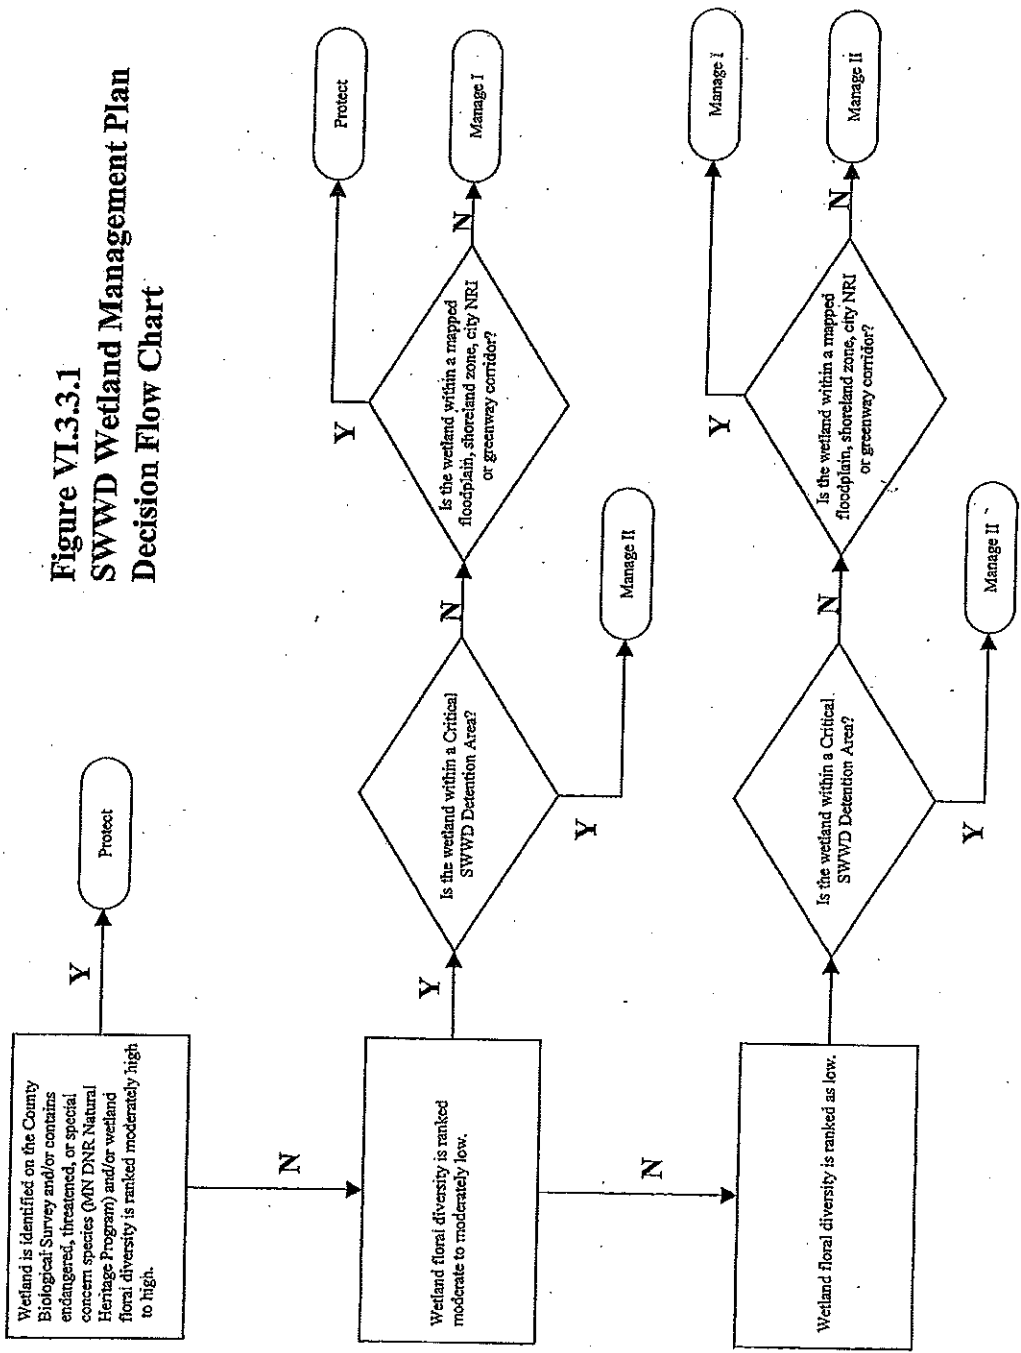 Figure VI.3.3.1
SWWD Wetland Management Plan
Decision Flow Chart
Wetland is identified on the County
Biological Survey and/or contains
endangered, threatened, or special
concern species (MN DNR Natural
Heritage Program) and/or wetland
floral diversity is ranked moderately high
to high.
Y
Protect
N
Wetland floral diversity is ranked
moderate to moderately low.
Y
Is the wetland within a Critical
SWWD Detention Area?
Y
Manage II
N
Is the wetland within a mapped
floodplain, shoreland zone, city NRI
or greenway corridor?
Y
Protect
N
Manage I
N
Wetland floral diversity is ranked as low.
Is the wetland within a Critical
SWWD Detention Area?
Y
Manage II
N
Is the wetland within a mapped
floodplain, shoreland zone, city NRI
or greenway corridor?
Y
Manage I
N
Manage II